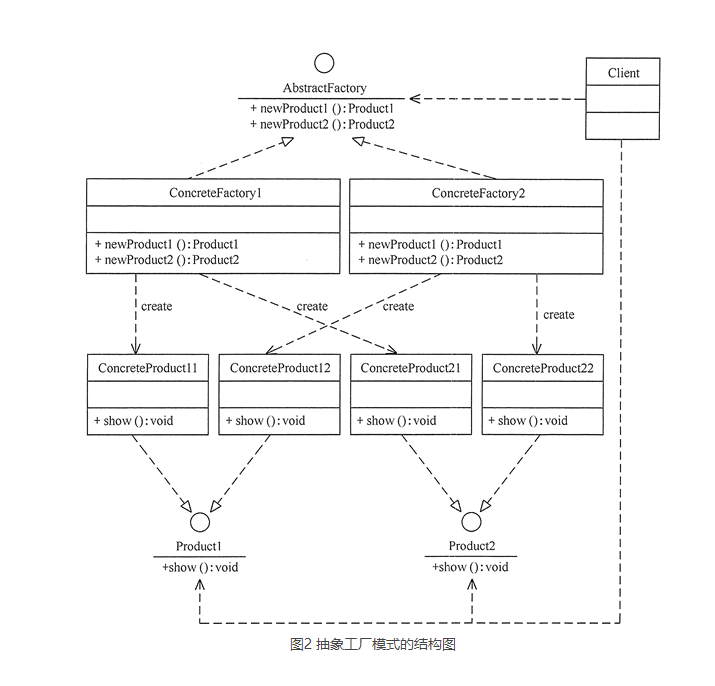 AbstractFactory
+ newProduct1 (): Product1
+ newProduct2 (): Product2
Client
ConcreteFactory1
+ newProduct1 (): Product1
+ newProduct2 (): Product2
ConcreteFactory2
+ newProduct1 (): Product1
+ newProduct2 (): Product2
create
create
create
create
ConcreteProduct11
+ show (): void
ConcreteProduct12
+ show (): void
ConcreteProduct21
+ show (): void
ConcreteProduct22
+ show (): void
Product1
+show (): void
Product2
+show (): void
图2 抽象工厂模式的结构图